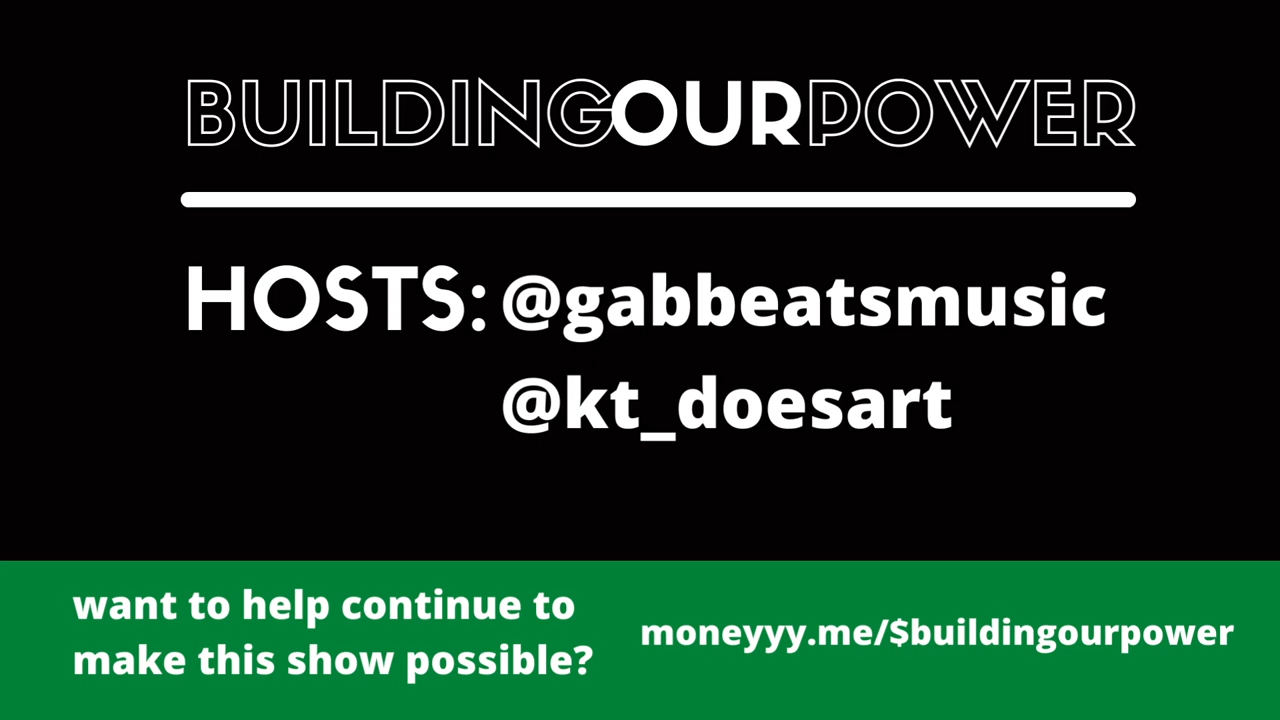 BUILDINGOURPOWER
HOSTS: @gabbeatsmusic
@kt_doesart
want to help continue to
make this show possible?
moneyyy.me/$buildingourpower